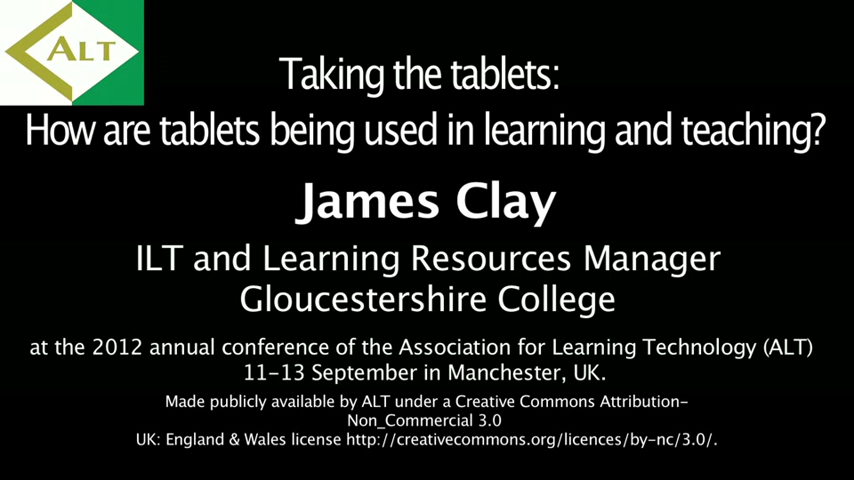 ALT
Taking the tablets:
How are tablets being used in learning and teaching?
James Clay
ILT and Learning Resources Manager
Gloucestershire College
at the 2012 annual conference of the Association for Learning Technology (ALT)
11-13 September in Manchester, UK.
Made publicly available by ALT under a Creative Commons Attribution-
Non_Commercial 3.0
UK: England & Wales license http://creativecommons.org/licences/by-nc/3.0/.